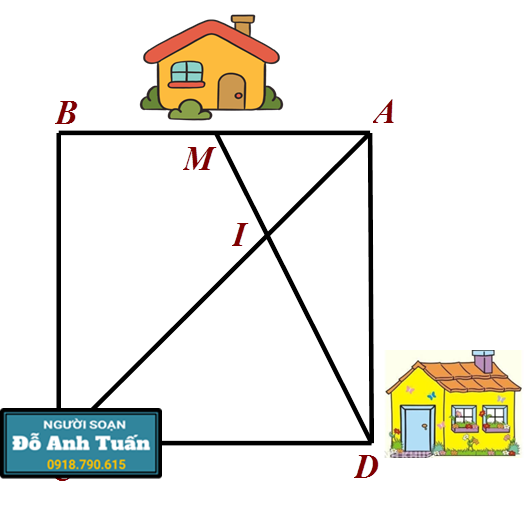 B
A
M
I
NGƯỜI SOẠN
Đỗ Anh Tuấn
0918.790.615
D